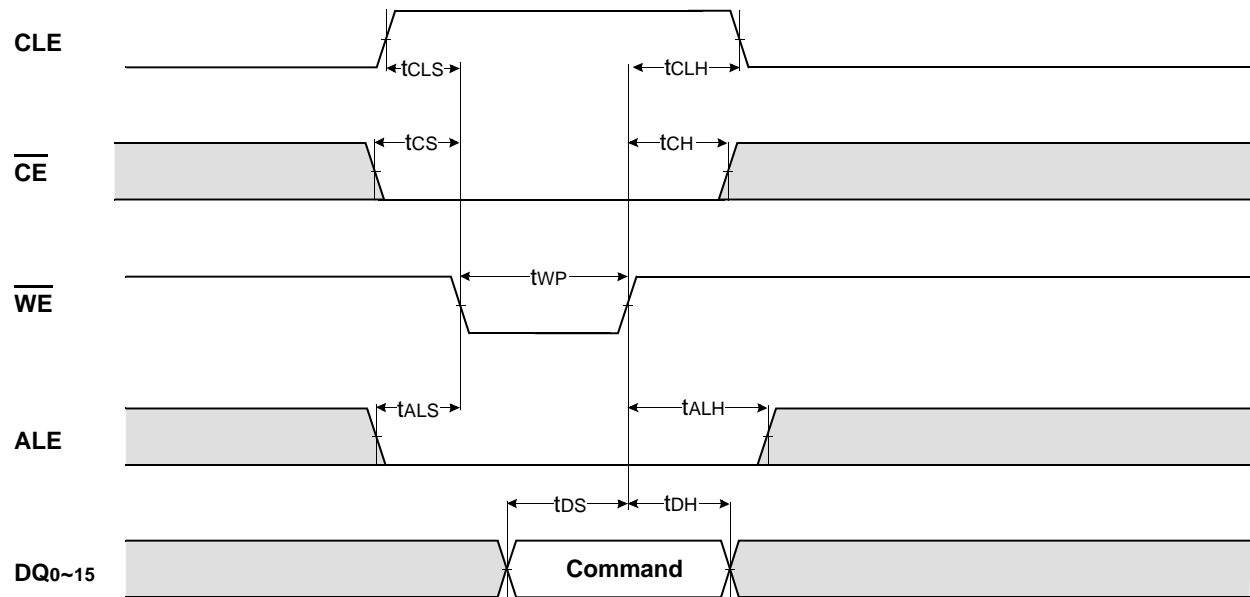 CLE
tCLS
tCLH
CE
tCS
tCH
WE
tWP
ALE
tALS
tALH
DQ0~15
tDS
tDH
Command